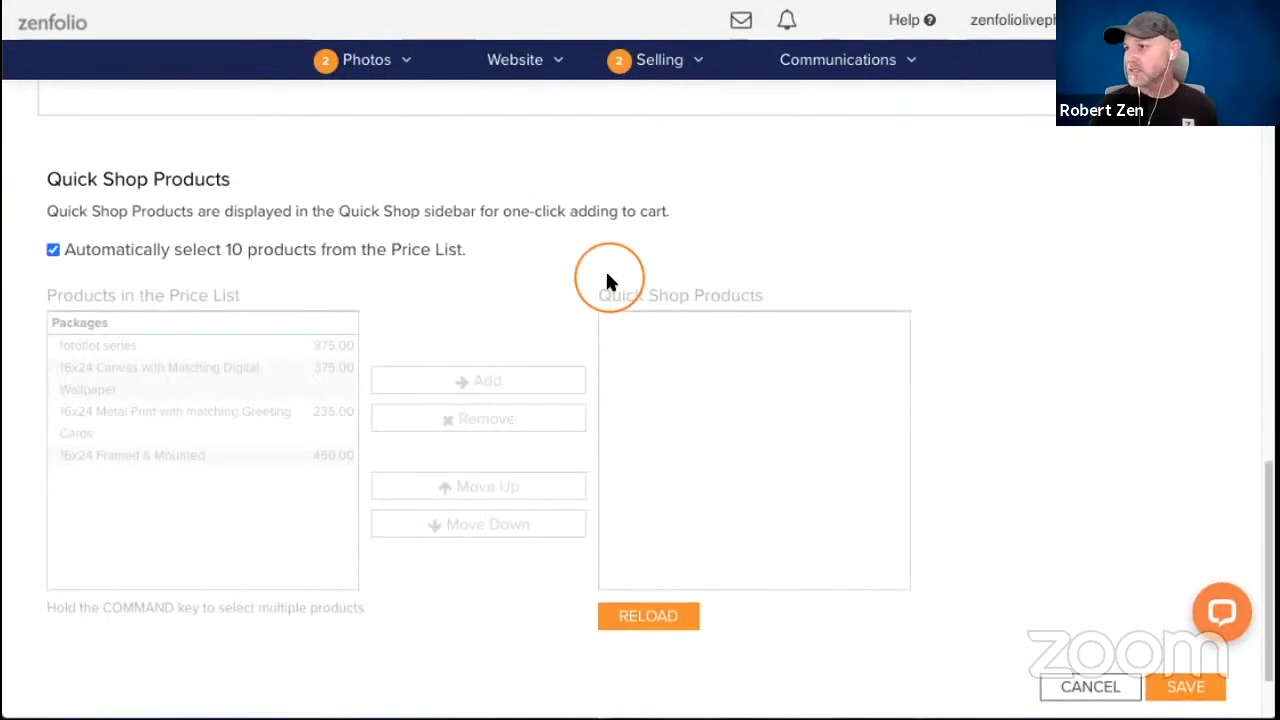 zenfolio
Help
zenfolioliveph
2 Photos
Website
2 Selling
Communications
Robert Zen
Quick Shop Products
Quick Shop Products are displayed in the Quick Shop sidebar for one-click adding to cart.
Automatically select 10 products from the Price List.
Products in the Price List
Packages
fotoflot series 875.00
16x24 Canvas with Matching Digital 375.00
Wallpaper
16x24 Metal Print with matching Greeting 235.00
Cards
16x24 Framed & Mounted 450.00
Hold the COMMAND key to select multiple products
Add
Remove
Move Up
Move Down
Quick Shop Products
RELOAD
zoom
CANCEL
SAVE